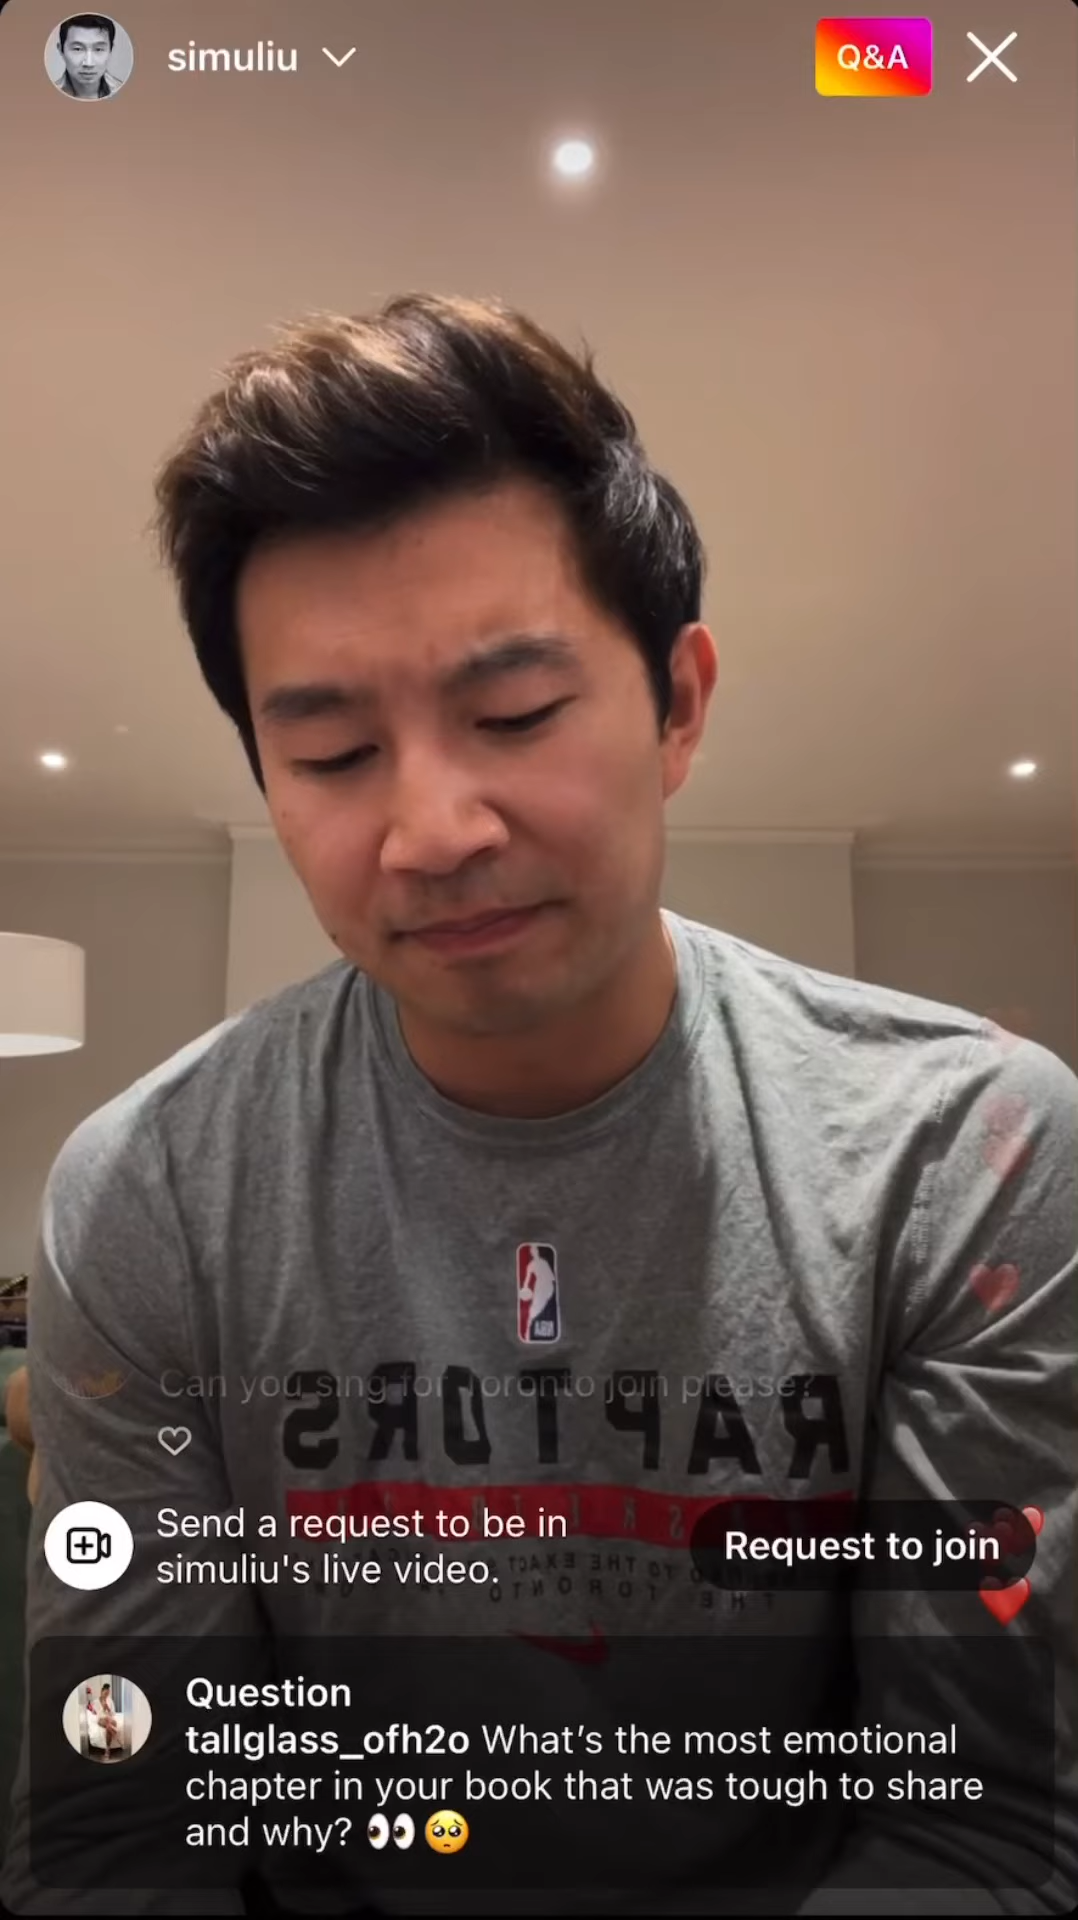 simuliu
Q&A
NBA
Can you sing for Toronto join please?
RAPTORS
Send a request to be in
simuliu's live video.
Request to join
Question
tallglass_ofh2o What's the most emotional
chapter in your book that was tough to share
and why? 👀🥺